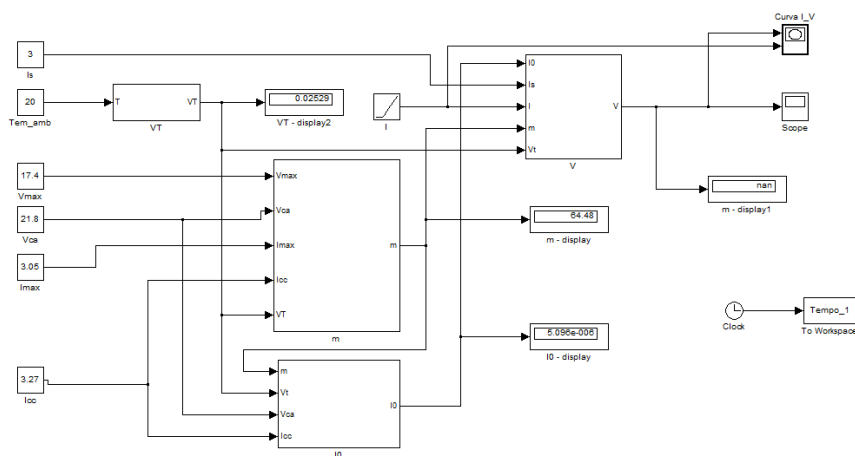 Curva I_V
3
Is
I0
Is
I
m
Vt
V
V
20
Tem_amb
T
VT
VT
0.02529
VT - display2
I
Scope
17.4
Vmax
21.8
Vca
3.05
Imax
Vmax
Vca
Imax
Icc
VT
m
m
nan
m - display1
64.48
m - display
Clock
Tempo_1
To Workspace
5.096e-006
I0 - display
3.27
Icc
m
Vt
Vca
Icc
I0
I0